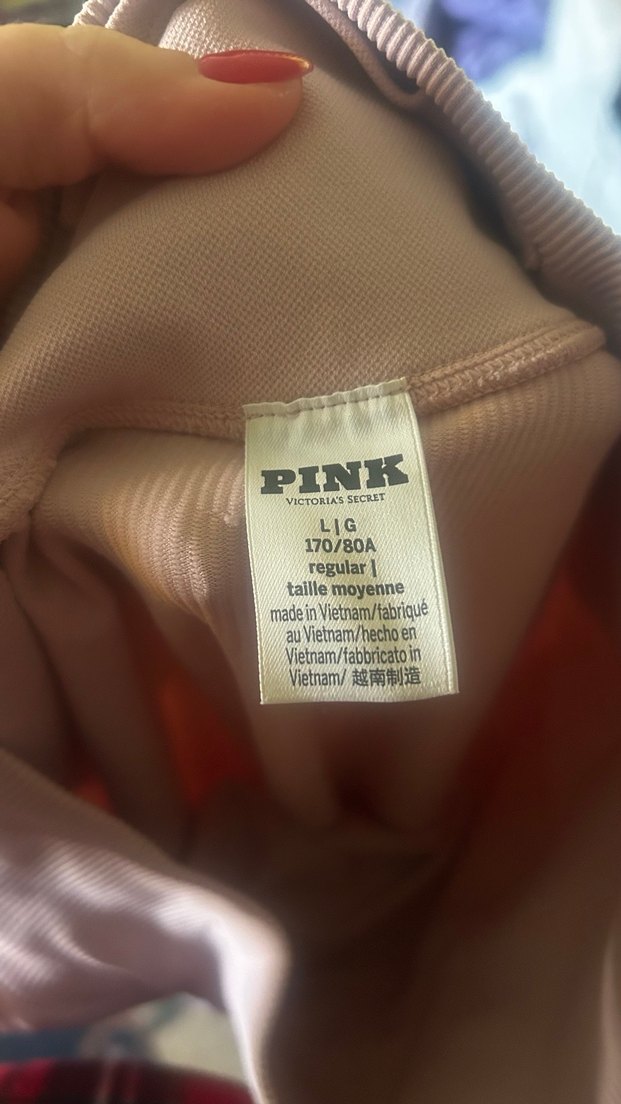 PINK
VICTORIA'S SECRET
L|G
170/80A
regular |
taille moyenne
made in Vietnam/fabriqué
au Vietnam/hecho en
Vietnam/fabbricato in
Vietnam/ 越南制造